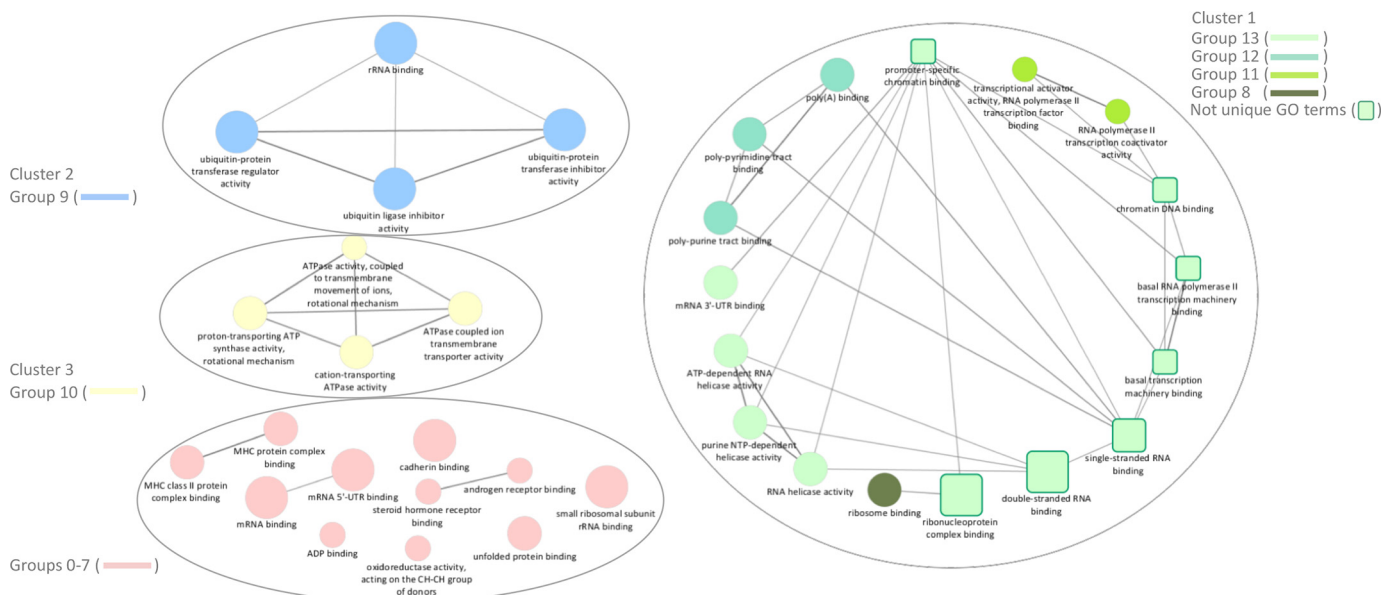 Cluster 1
Group 13 ( )
Group 12 ( )
Group 11 ( )
Group 8 ( )
Not unique GO terms ( )
Cluster 2
Group 9 ( )
rRNA binding
ubiquitin-protein
transferase regulator
activity
ubiquitin-protein
transferase inhibitor
activity
ubiquitin ligase inhibitor
activity
Cluster 3
Group 10 ( )
ATPase activity, coupled
to transmembrane
movement of ions,
rotational mechanism
proton-transporting ATP
synthase activity,
rotational mechanism
ATPase coupled ion
transmembrane
transporter activity
cation-transporting
ATPase activity
Groups 0-7 ( )
MHC protein complex
binding
MHC class II protein
complex binding
mRNA 5'-UTR binding
mRNA binding
cadherin binding
androgen receptor binding
steroid hormone receptor
binding
small ribosomal subunit
rRNA binding
ADP binding
oxidoreductase activity,
acting on the CH-CH group
of donors
unfolded protein binding
promoter-specific
chromatin binding
transcriptional activator
activity, RNA polymerase II
transcription factor
binding
RNA polymerase II
transcription coactivator
activity
chromatin DNA binding
basal RNA polymerase II
transcription machinery
binding
basal transcription
machinery binding
single-stranded RNA
binding
double-stranded RNA
binding
ribonucleoprotein
complex binding
ribosome binding
RNA helicase activity
purine NTP-dependent
helicase activity
ATP-dependent RNA
helicase activity
mRNA 3'-UTR binding
poly-purine tract binding
poly-pyrimidine tract
binding
poly(A) binding